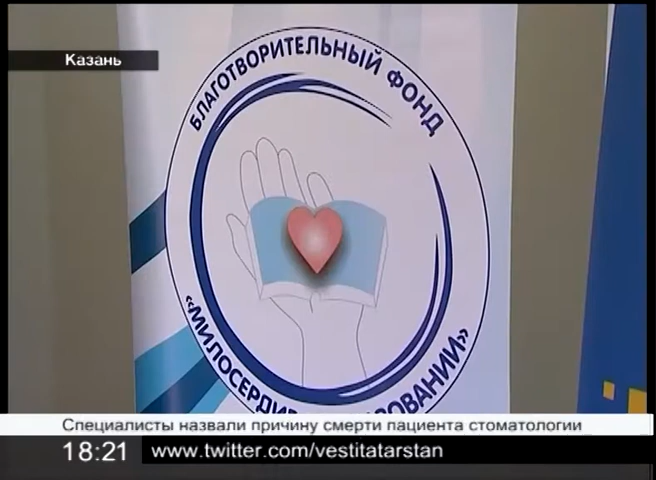 Казань
БЛАГОТВОРИТЕЛЬНЫЙ ФОНД
Специалисты назвали причину смерти пациента стоматологии
18:21 www.twitter.com/vestitatarstan